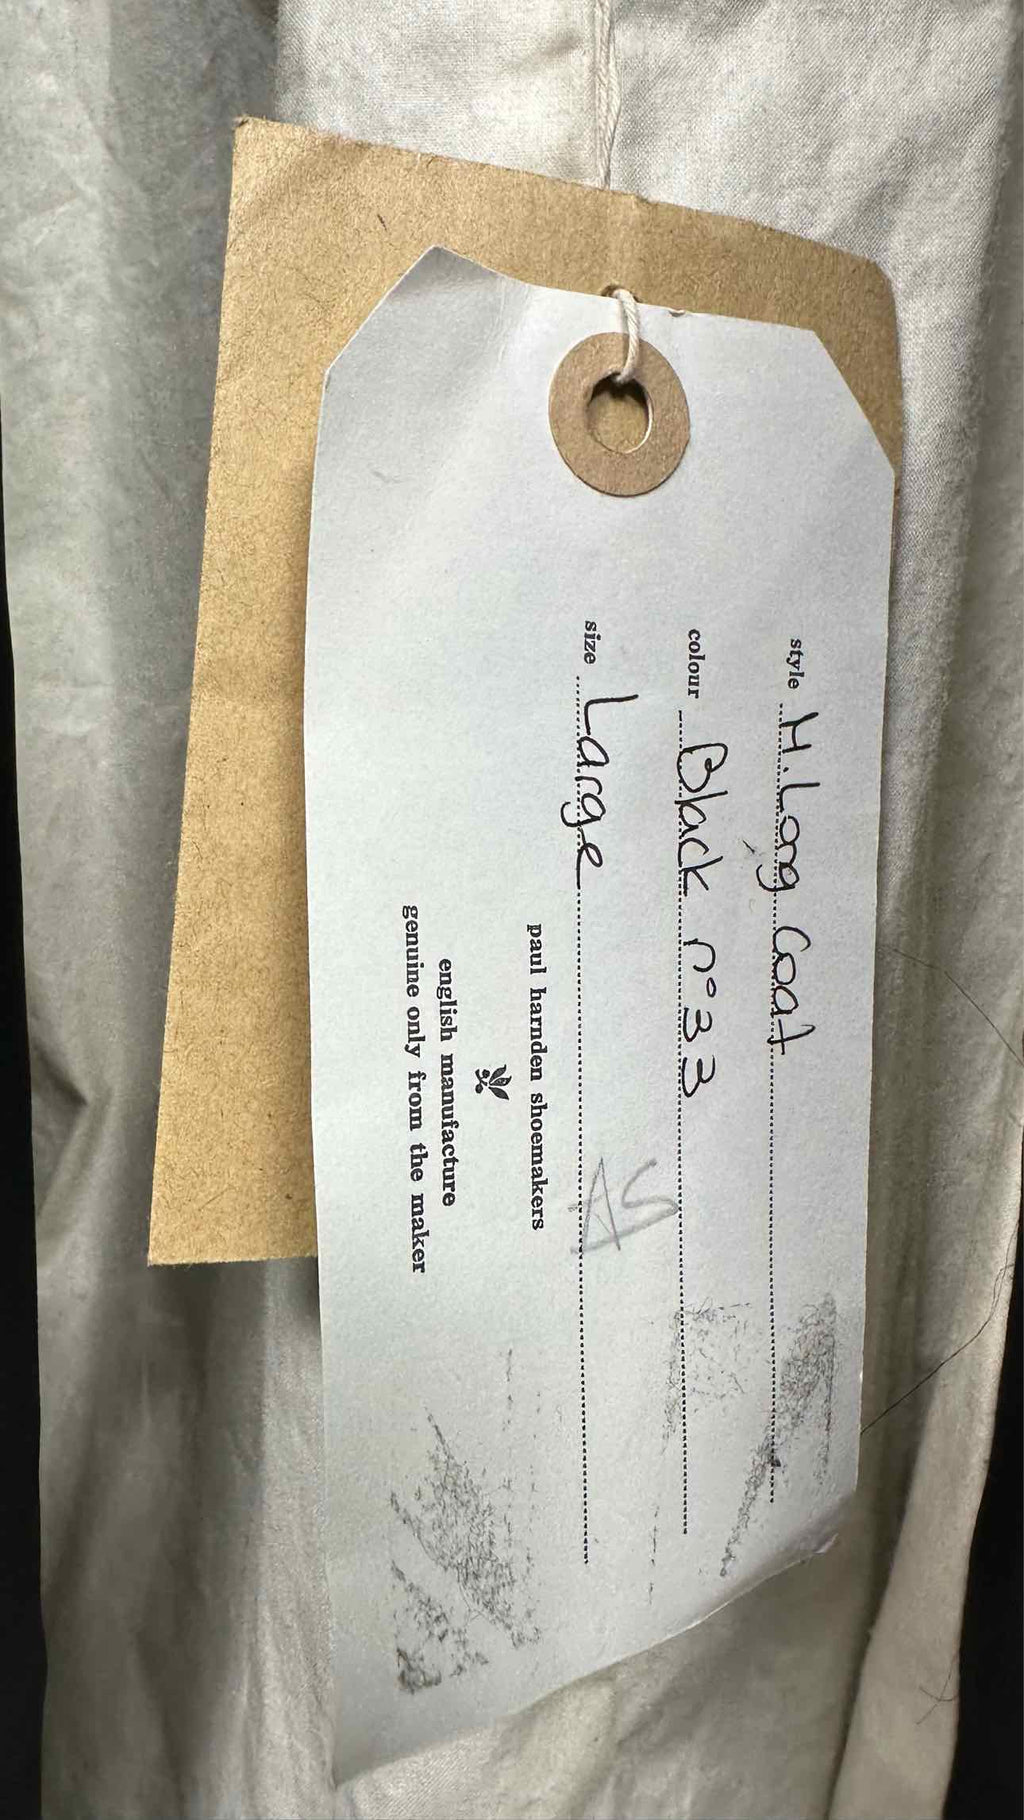 style M. Long Coat
colour Black n°33
size Large
AS
paul harnden shoemakers
english manufacture
genuine only from the maker